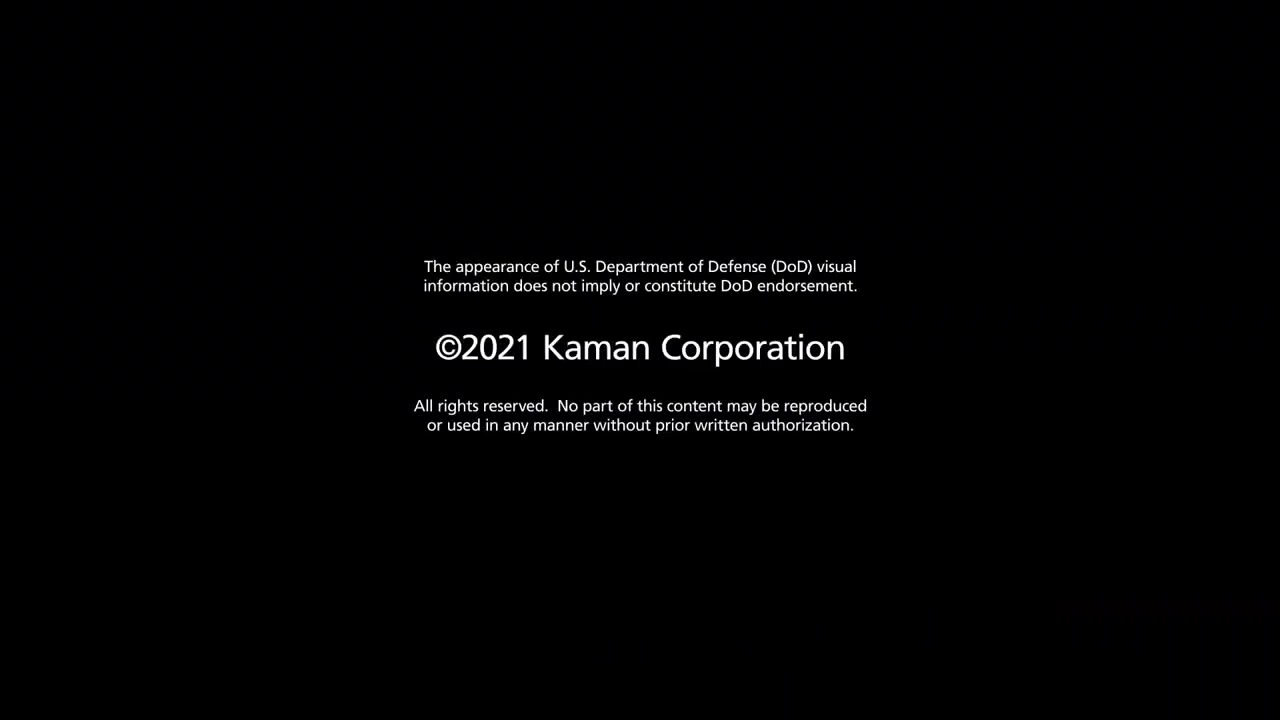 The appearance of U.S. Department of Defense (DoD) visual
information does not imply or constitute DoD endorsement.
©2021 Kaman Corporation
All rights reserved.  No part of this content may be reproduced
or used in any manner without prior written authorization.